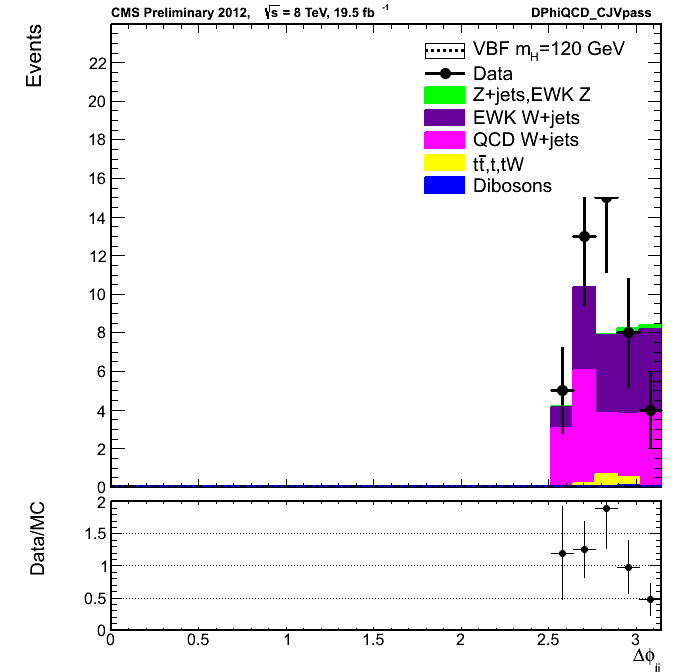 CMS Preliminary 2012, √s = 8 TeV, 19.5 fb⁻¹ DPhiQCD_CJVpass
Events
22
20
18
16
14
12
10
8
6
4
2
0
VBF m_H=120 GeV
Data
Z+jets,EWK Z
EWK W+jets
QCD W+jets
tt̄,t,tW
Dibosons
Data/MC
2
1.5
1
0.5
0
0 0.5 1 1.5 2 2.5 3
Δϕ_jj